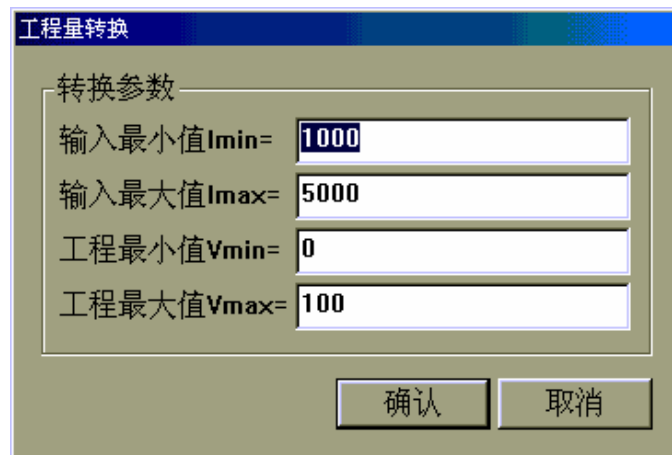 工程量转换
转换参数
输入最小值Imin= 1000
输入最大值Imax= 5000
工程最小值Vmin= 0
工程最大值Vmax= 100
确认 取消